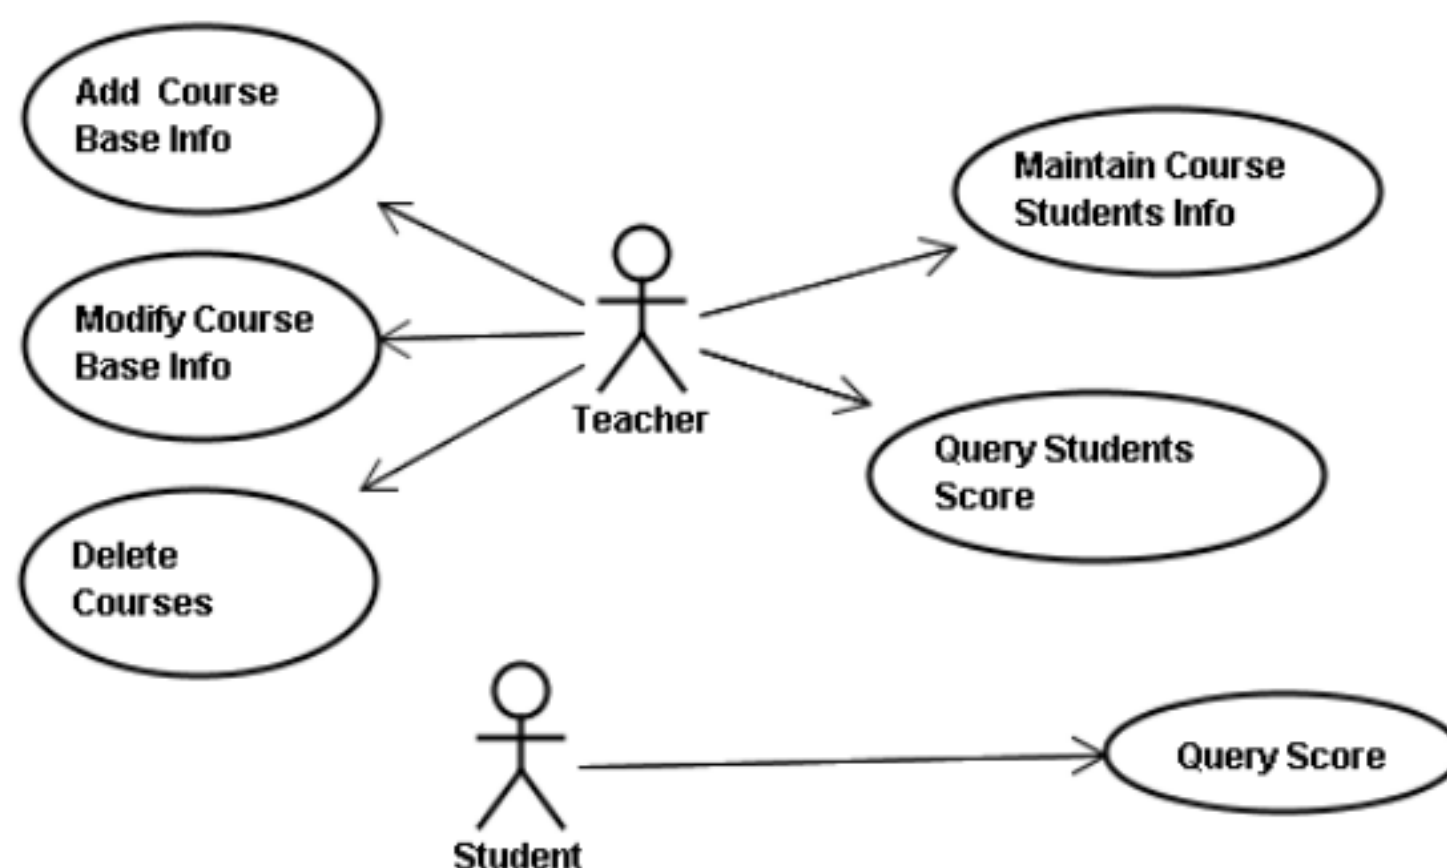 Add Course
Base Info
Maintain Course
Students Info
Modify Course
Base Info
Teacher
Query Students
Score
Delete
Courses
Query Score
Student